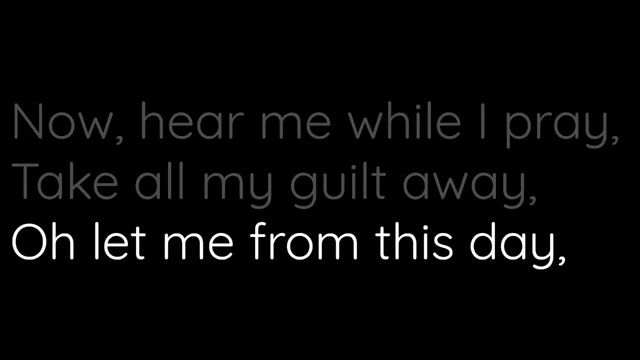 Now, hear me while I pray,
Take all my guilt away,
Oh let me from this day,